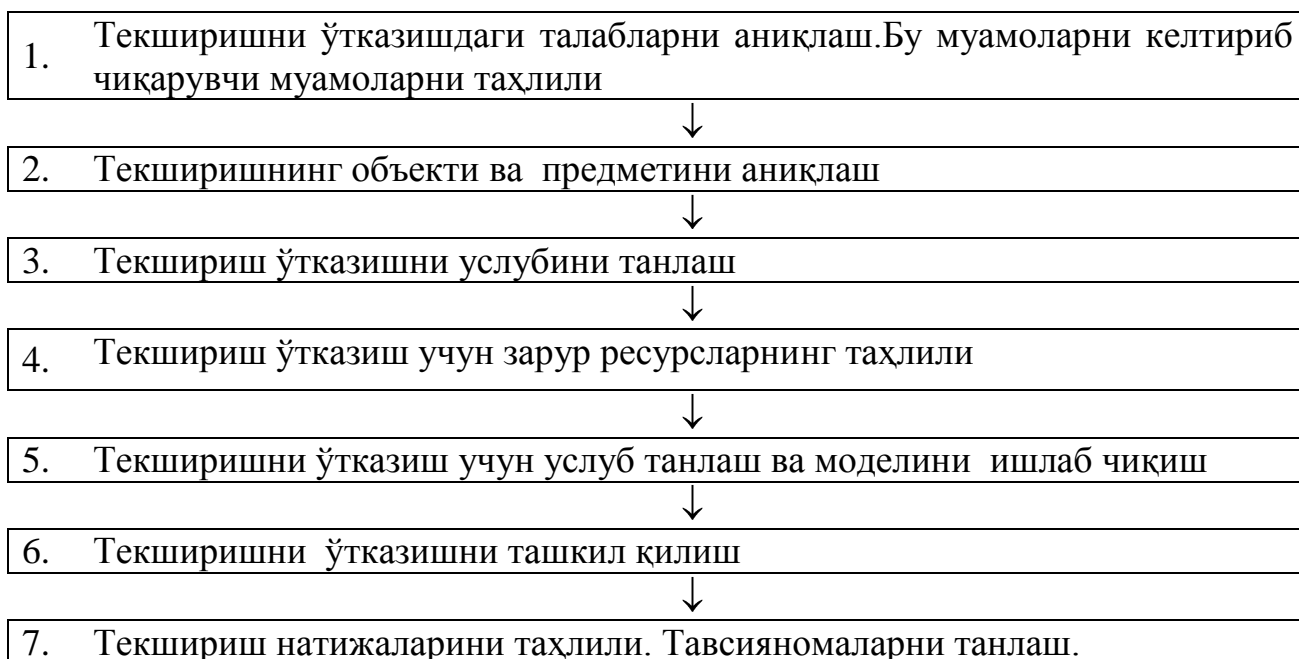 1. Текширишни ўтказишдаги талабларни аниқлаш.Бу муамоларни келтириб
чиқарувчи муамоларни таҳлили
↓
2. Текширишнинг объекти ва предметини аниқлаш
↓
3. Текшириш ўтказишни услубини танлаш
↓
4. Текшириш ўтказиш учун зарур ресурсларнинг таҳлили
↓
5. Текширишни ўтказиш учун услуб танлаш ва моделини ишлаб чиқиш
↓
6. Текширишни ўтказишни ташкил қилиш
↓
7. Текшириш натижаларини таҳлили. Тавсияномаларни танлаш.